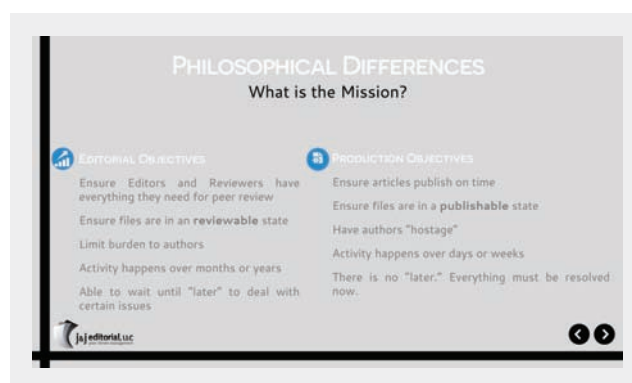 PHILOSOPHICAL DIFFERENCES
What is the Mission?
EDITORIAL OBJECTIVES
Ensure Editors and Reviewers have
everything they need for peer review
Ensure files are in an reviewable state
Limit burden to authors
Activity happens over months or years
Able to wait until "later" to deal with
certain issues
PRODUCTION OBJECTIVES
Ensure articles publish on time
Ensure files are in a publishable state
Have authors "hostage"
Activity happens over days or weeks
There is no "later." Everything must be resolved
now.
j&j editorial, LLC